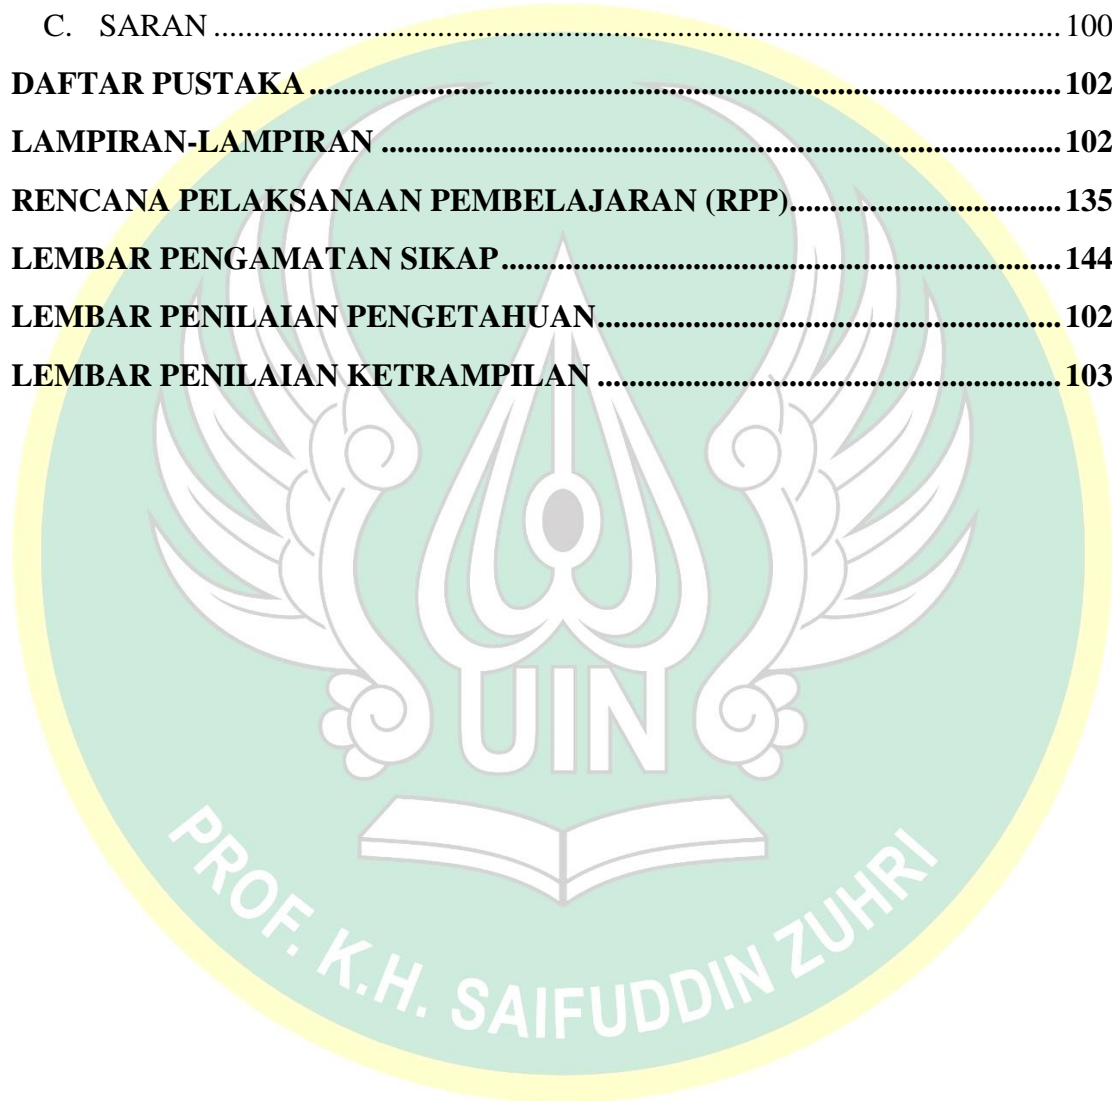 C. SARAN ........................................................................................................................ 100
DAFTAR PUSTAKA ........................................................................................................ 102
LAMPIRAN-LAMPIRAN ................................................................................................ 102
RENCANA PELAKSANAAN PEMBELAJARAN (RPP)....................................... 135
LEMBAR PENGAMATAN SIKAP................................................................................ 144
LEMBAR PENILAIAN PENGETAHUAN................................................................... 102
LEMBAR PENILAIAN KETRAMPILAN ................................................................... 103
UIN
PROF. K.H. SAIFUDDIN ZUHRI